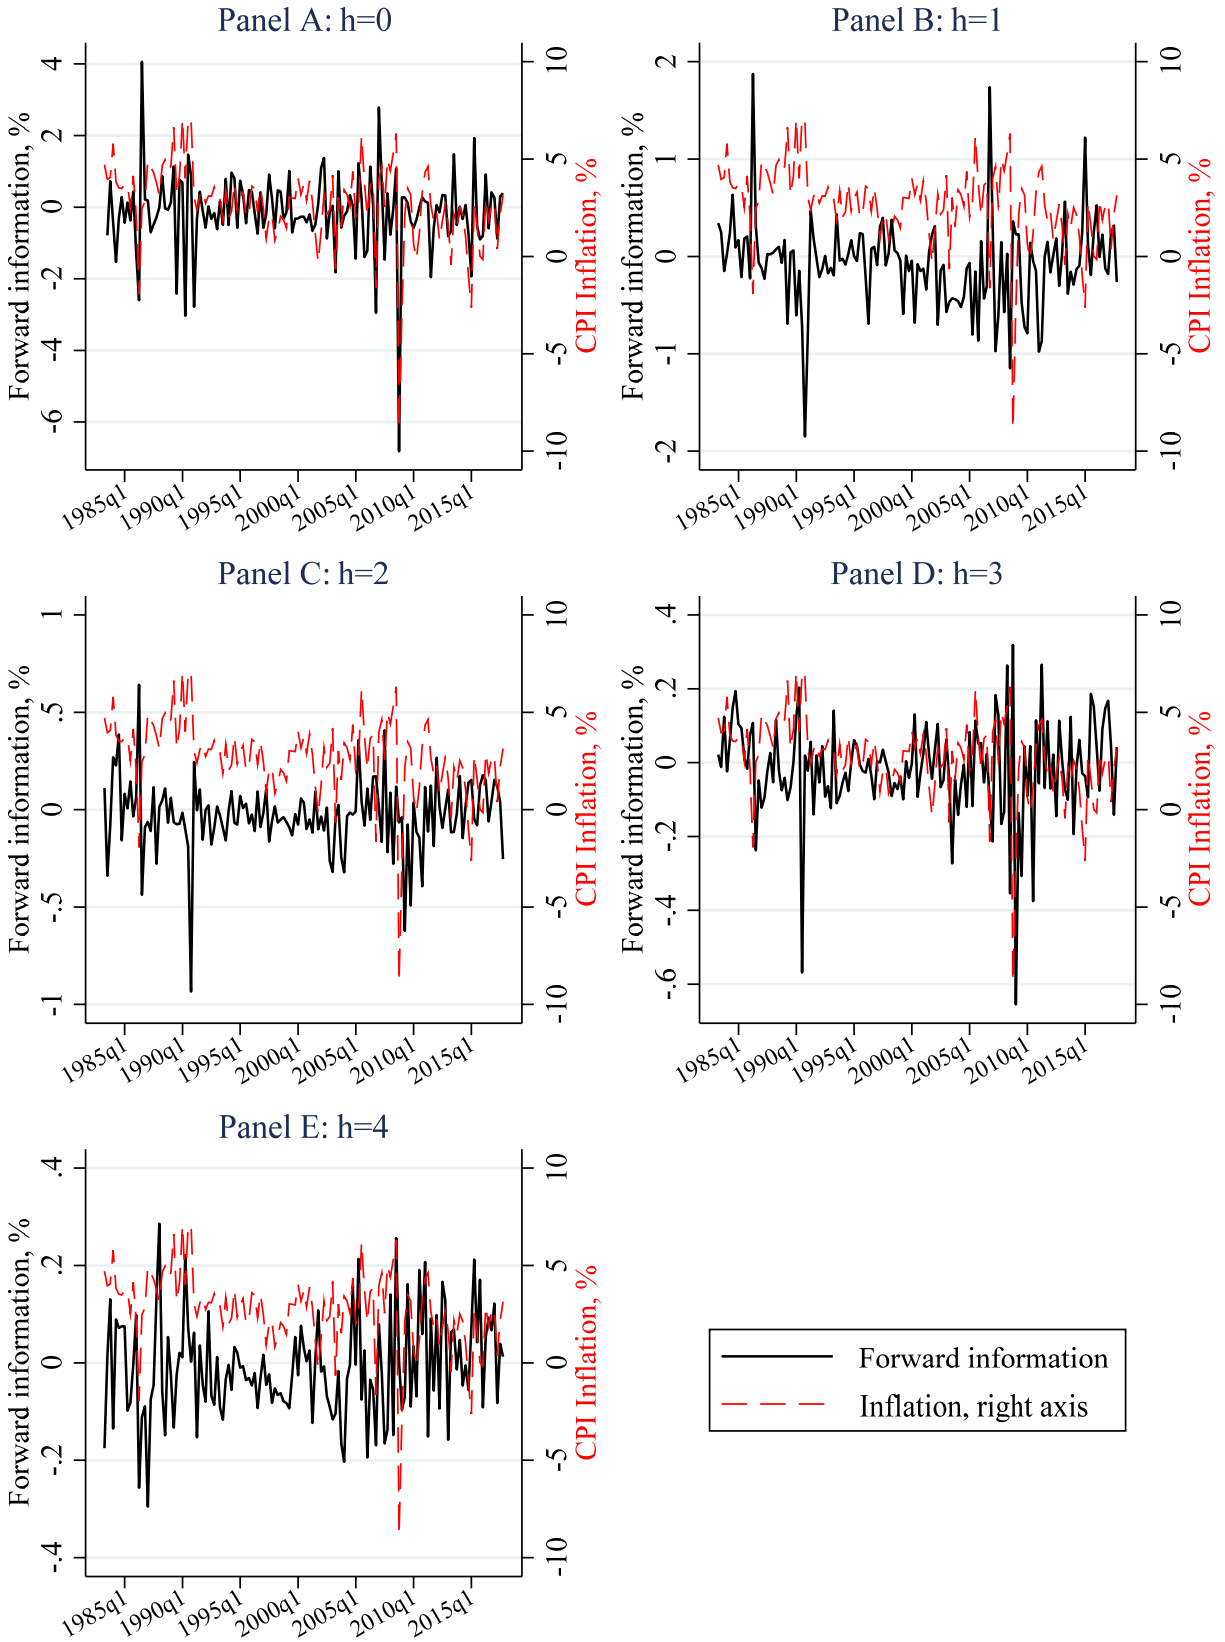 Panel A: h=0
Forward information, %
4
2
0
-2
-4
-6
10
5
0
-5
-10
CPI Inflation, %
1985q1
1990q1
1995q1
2000q1
2005q1
2010q1
2015q1
Panel B: h=1
Forward information, %
2
1
0
-1
-2
10
5
0
-5
-10
CPI Inflation, %
1985q1
1990q1
1995q1
2000q1
2005q1
2010q1
2015q1
Panel C: h=2
Forward information, %
1
.5
0
-.5
-1
10
5
0
-5
-10
CPI Inflation, %
1985q1
1990q1
1995q1
2000q1
2005q1
2010q1
2015q1
Panel D: h=3
Forward information, %
.4
.2
0
-.2
-.4
-.6
10
5
0
-5
-10
CPI Inflation, %
1985q1
1990q1
1995q1
2000q1
2005q1
2010q1
2015q1
Panel E: h=4
Forward information, %
.4
.2
0
-.2
-.4
10
5
0
-5
-10
CPI Inflation, %
1985q1
1990q1
1995q1
2000q1
2005q1
2010q1
2015q1
Forward information
Inflation, right axis